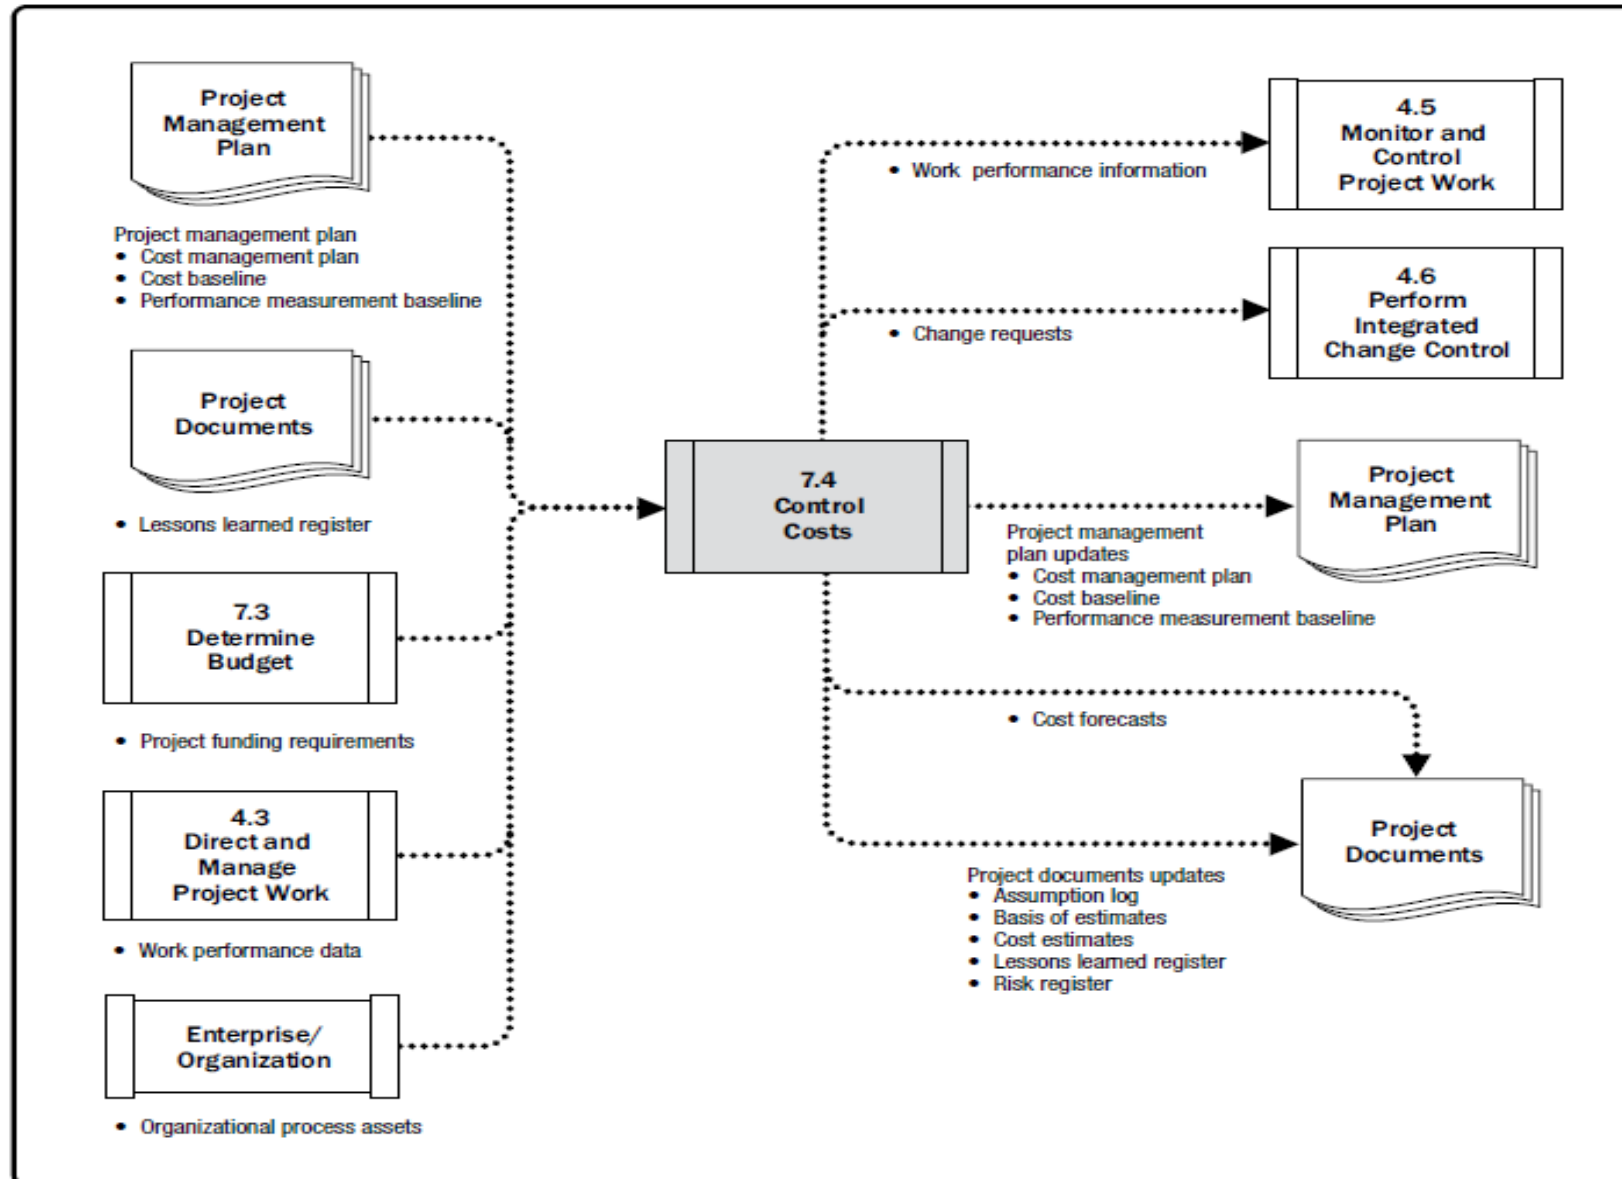 Project
Management
Plan
Project management plan
• Cost management plan
• Cost baseline
• Performance measurement baseline
Project
Documents
• Lessons learned register
7.3
Determine
Budget
• Project funding requirements
4.3
Direct and
Manage
Project Work
• Work performance data
Enterprise/
Organization
• Organizational process assets
7.4
Control
Costs
• Work performance information
4.5
Monitor and
Control
Project Work
• Change requests
4.6
Perform
Integrated
Change Control
Project management
plan updates
• Cost management plan
• Cost baseline
• Performance measurement baseline
Project
Management
Plan
• Cost forecasts
Project documents updates
• Assumption log
• Basis of estimates
• Cost estimates
• Lessons learned register
• Risk register
Project
Documents